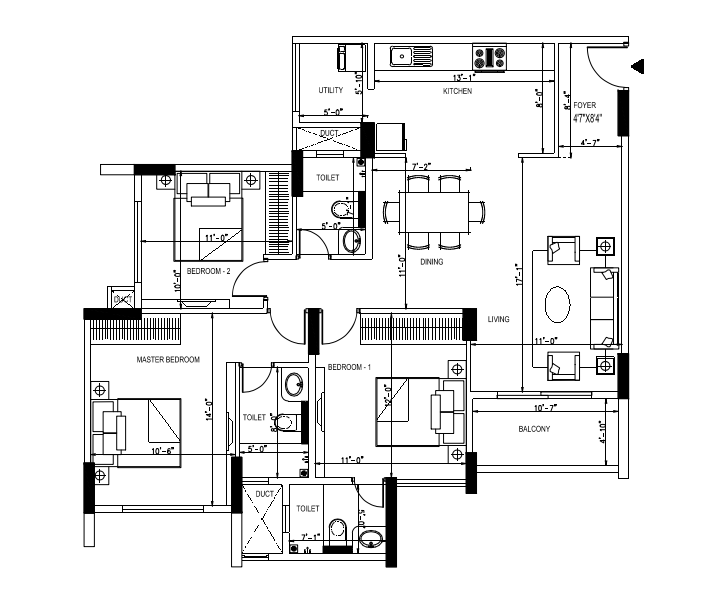 UTILITY
5'-10"
5'-0"
DUCT
13'-1"
KITCHEN
8'-0"
8'-4"
FOYER
4'7"X8'4"
4'-7"
TOILET
5'-0"
7'-2"
DINING
11'-0"
17'-1"
11'-0"
BEDROOM - 2
10'-0"
DUCT
LIVING
11'-0"
MASTER BEDROOM
14'-0"
10'-6"
TOILET
8'-0"
5'-0"
BEDROOM - 1
12'-0"
11'-0"
10'-7"
BALCONY
4'-10"
DUCT
TOILET
7'-1"
5'-0"